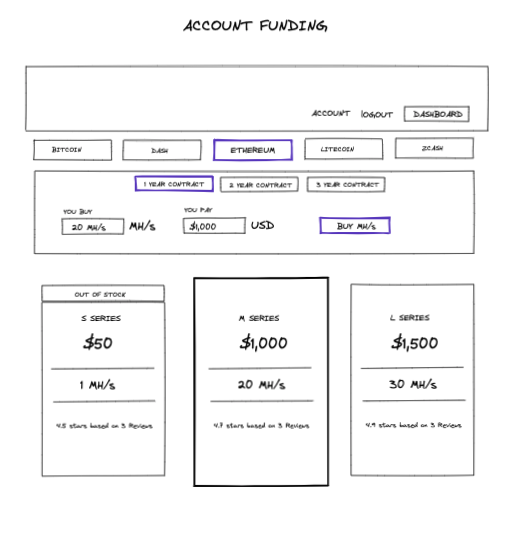 ACCOUNT FUNDING
ACCOUNT LOGOUT DASHBOARD
BITCOIN DASH ETHEREUM LITECOIN ZCASH
1 YEAR CONTRACT 2 YEAR CONTRACT 3 YEAR CONTRACT
YOU BUY YOU PAY
20 MH/s MH/s $1,000 USD BUY MH/s
OUT OF STOCK
S SERIES
$50
1 MH/s
4.5 stars based on 3 Reviews
M SERIES
$1,000
20 MH/s
4.7 stars based on 3 Reviews
L SERIES
$1,500
30 MH/s
4.9 stars based on 3 Reviews